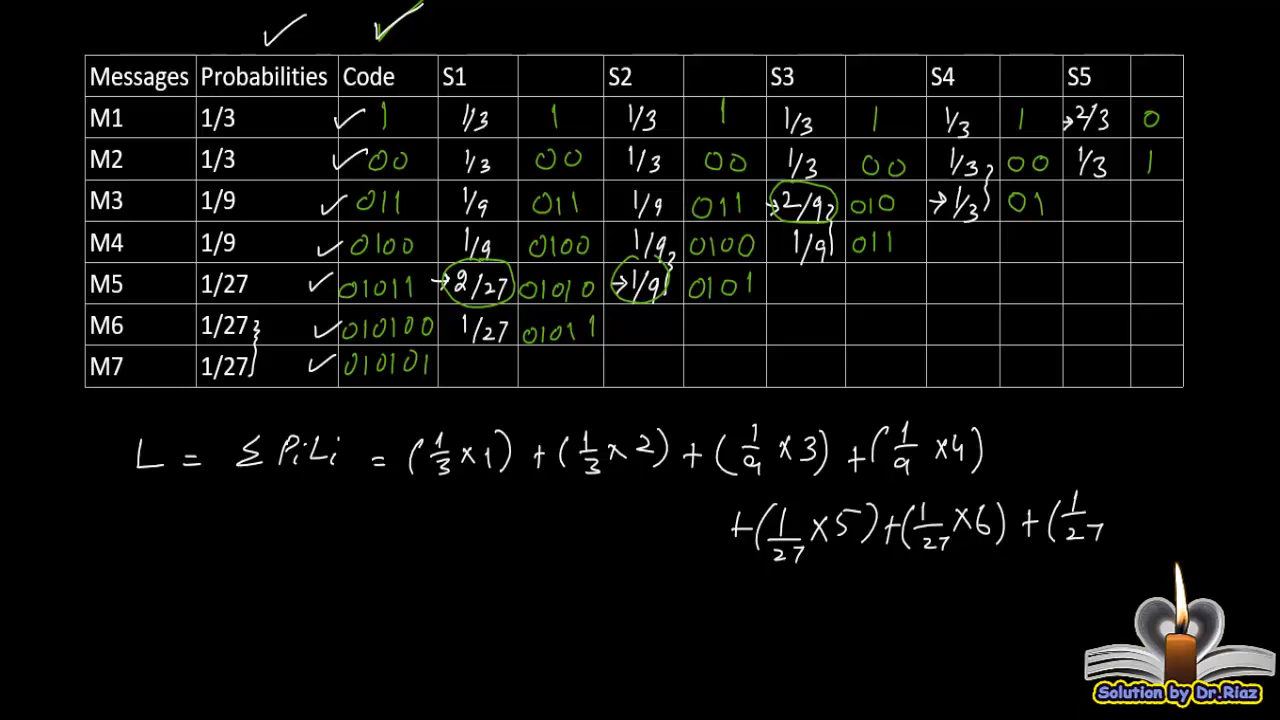 Messages Probabilities Code S1 S2 S3 S4 S5
M1 1/3 1 1/3 1 1/3 1 1/3 1 1/3 1 →2/3 0
M2 1/3 00 1/3 00 1/3 00 1/3 00 1/3 00 1/3 1
M3 1/9 011 1/9 011 1/9 011 →2/9 010 →1/3 01
M4 1/9 0100 1/9 0100 1/9 0100 1/9 011
M5 1/27 01011 →2/27 01010 →1/9 0101
M6 1/27 010100 1/27 01011
M7 1/27 010101
L = ≤ PiLi = (1/3 ×1) + (1/3 × 2) + (1/9 × 3) + (1/9 ×4)
+(1/27 × 5) +(1/27 × 6) + (1/27
Solution by Dr.Riaz